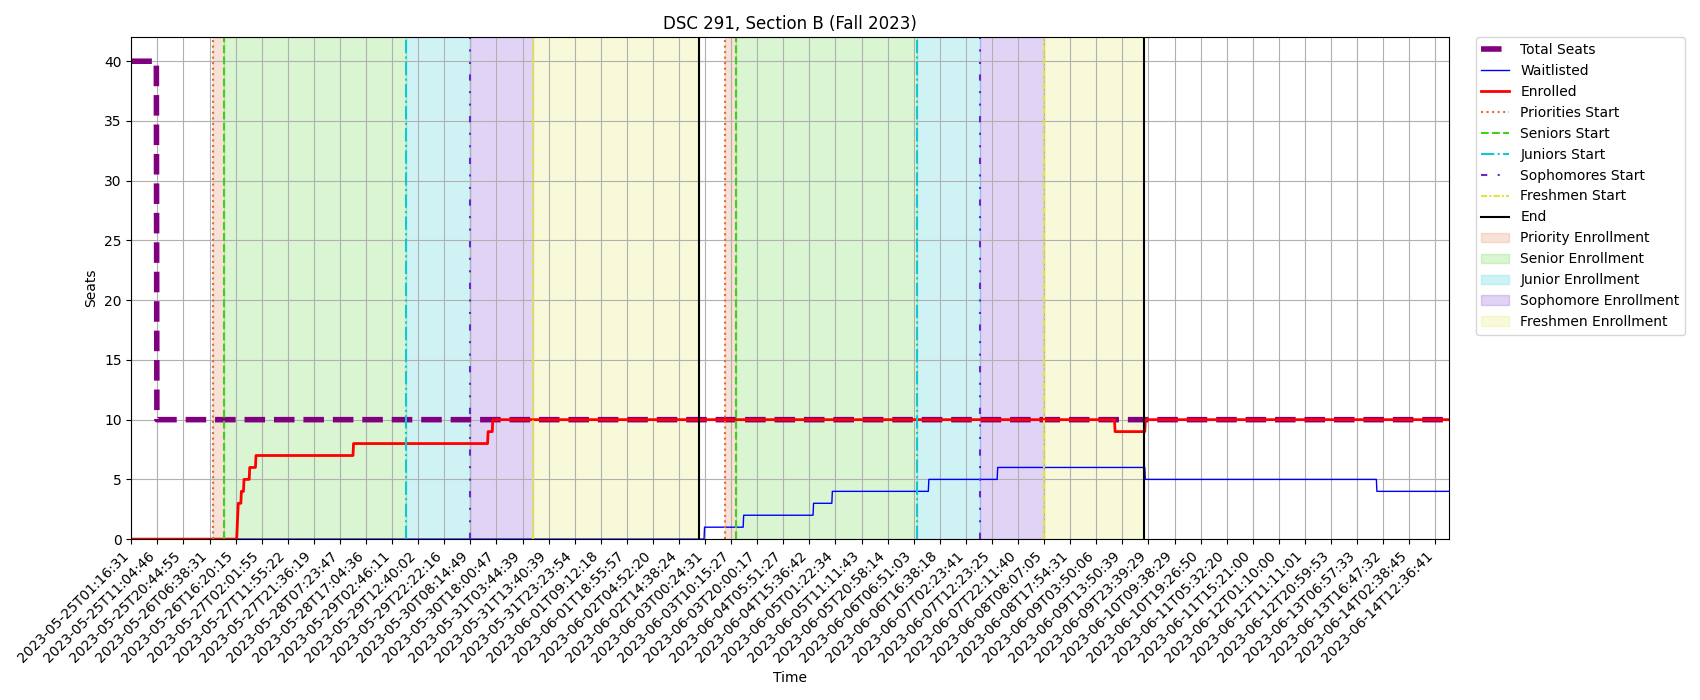 DSC 291, Section B (Fall 2023)
Seats
40
35
30
25
20
15
10
5
0
2023-05-25T01:16:31
2023-05-25T11:04:46
2023-05-25T20:44:55
2023-05-26T06:38:31
2023-05-26T16:20:15
2023-05-27T02:01:55
2023-05-27T11:55:22
2023-05-27T21:36:19
2023-05-28T07:23:47
2023-05-28T17:04:36
2023-05-29T02:46:11
2023-05-29T12:40:02
2023-05-29T22:22:16
2023-05-30T08:14:49
2023-05-30T18:00:47
2023-05-31T03:44:39
2023-05-31T13:40:39
2023-05-31T23:23:54
2023-06-01T09:12:18
2023-06-01T18:55:57
2023-06-02T04:52:20
2023-06-02T14:38:24
2023-06-03T00:24:31
2023-06-03T10:15:27
2023-06-03T20:00:17
2023-06-04T05:51:27
2023-06-04T15:36:42
2023-06-05T01:22:34
2023-06-05T11:11:43
2023-06-05T20:58:14
2023-06-06T06:51:03
2023-06-06T16:38:18
2023-06-07T02:23:41
2023-06-07T12:23:25
2023-06-07T22:11:40
2023-06-08T08:07:05
2023-06-08T17:54:31
2023-06-09T03:50:06
2023-06-09T13:50:39
2023-06-09T23:39:29
2023-06-10T09:38:29
2023-06-10T19:26:50
2023-06-11T05:32:20
2023-06-11T15:21:00
2023-06-12T01:10:00
2023-06-12T11:11:01
2023-06-12T20:59:53
2023-06-13T06:57:33
2023-06-13T16:47:32
2023-06-14T02:38:45
2023-06-14T12:36:41
Time
Total Seats
Waitlisted
Enrolled
Priorities Start
Seniors Start
Juniors Start
Sophomores Start
Freshmen Start
End
Priority Enrollment
Senior Enrollment
Junior Enrollment
Sophomore Enrollment
Freshmen Enrollment